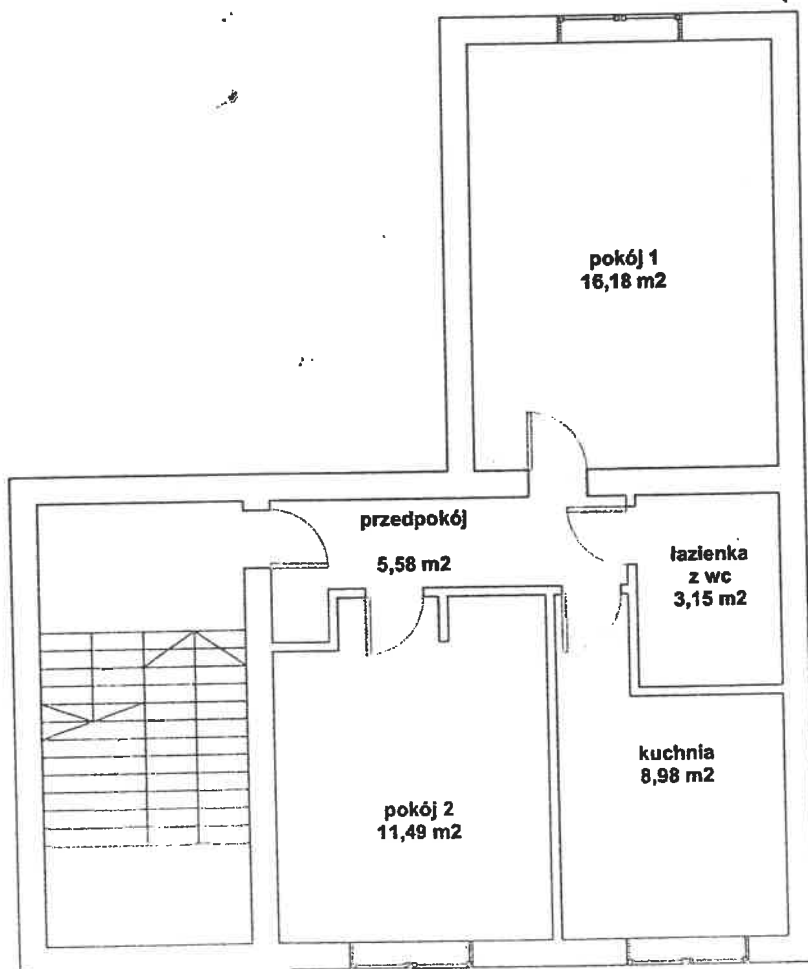 pokój 1
16,18 m2
przedpokój
5,58 m2
łazienka
z wc
3,15 m2
kuchnia
8,98 m2
pokój 2
11,49 m2